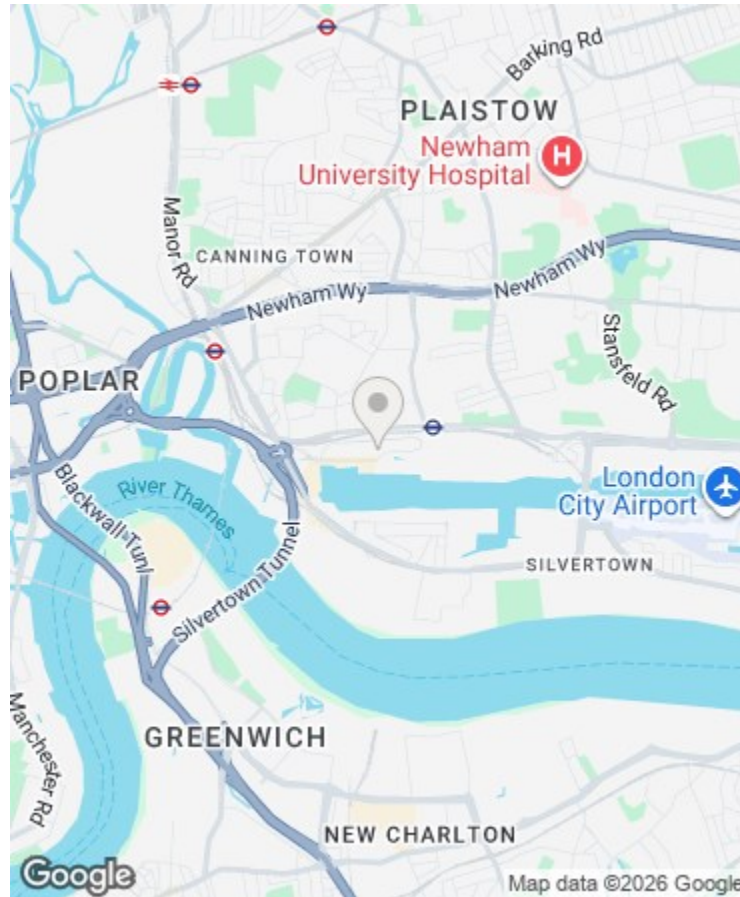 Barking Rd
PLAISTOW
Newham
University Hospital
H
Manor Rd
CANNING TOWN
Newham Wy
Newham Wy
Stansfeld Rd
POPLAR
River Thames
Blackwall Tunl
Silvertown Tunnel
London
City Airport
SILVERTOWN
Manchester Rd
GREENWICH
NEW CHARLTON
Google
Map data ©2026 Google